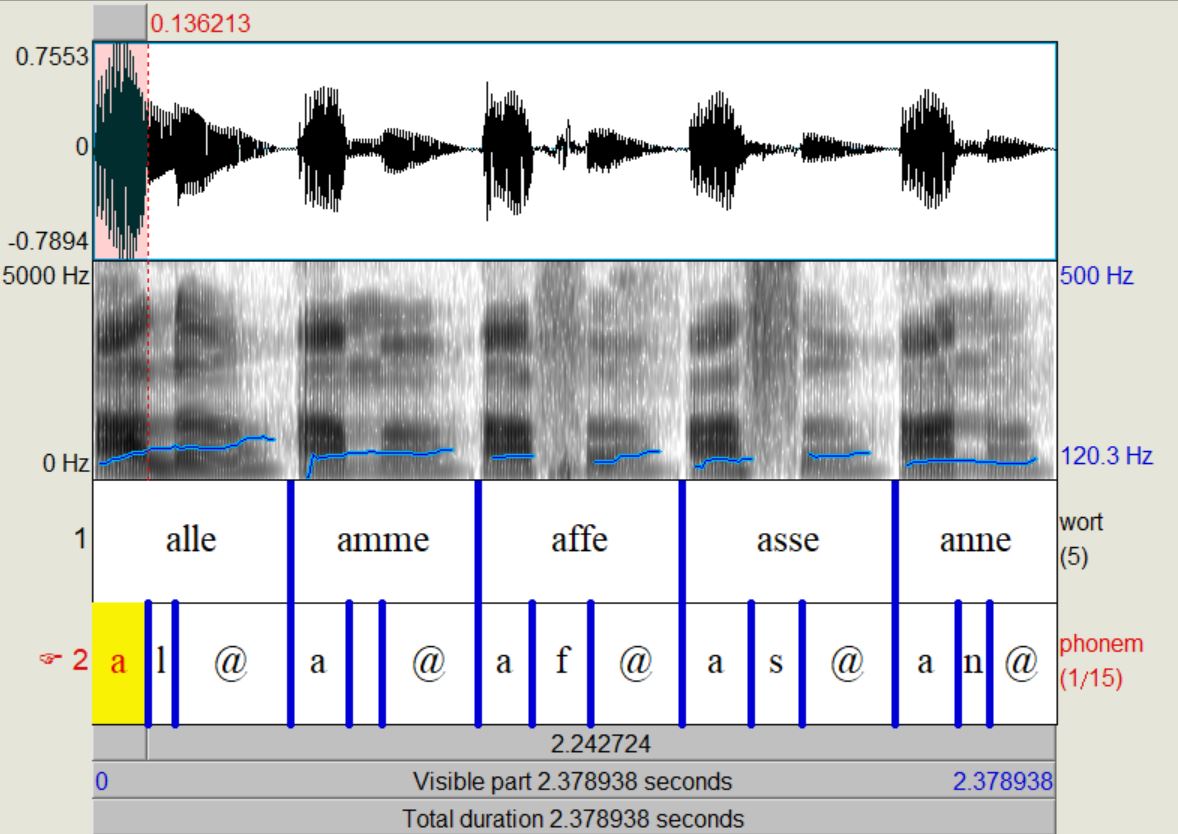 0.136213
0.7553
0
-0.7894
5000 Hz 500 Hz
0 Hz 120.3 Hz
1 alle amme affe asse anne wort
(5)
☞ 2 a l @ a @ a f @ a s @ a n @ phonem
(1/15)
2.242724
0 Visible part 2.378938 seconds 2.378938
Total duration 2.378938 seconds